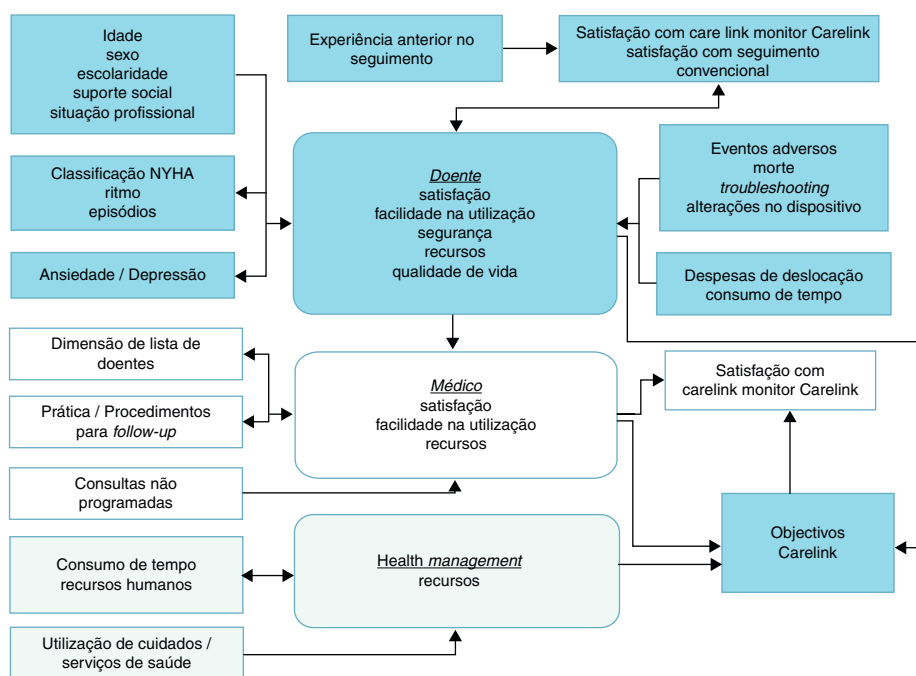 Idade
sexo
escolaridade
suporte social
situação profissional
Experiência anterior no
seguimento
Satisfação com care link monitor Carelink
satisfação com seguimento
convencional
Classificação NYHA
ritmo
episódios
Ansiedade / Depressão
Doente
satisfação
facilidade na utilização
segurança
recursos
qualidade de vida
Eventos adversos
morte
troubleshooting
alterações no dispositivo
Despesas de deslocação
consumo de tempo
Dimensão de lista de
doentes
Prática / Procedimentos
para follow-up
Consultas não
programadas
Médico
satisfação
facilidade na utilização
recursos
Satisfação com
carelink monitor Carelink
Consumo de tempo
recursos humanos
Utilização de cuidados /
serviços de saúde
Health management
recursos
Objectivos
Carelink